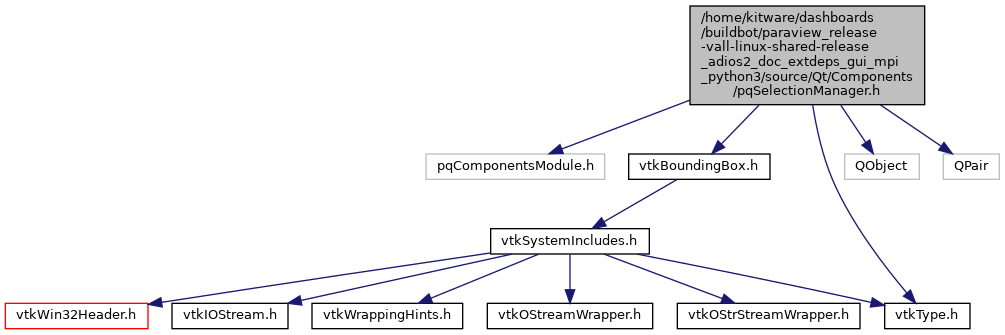 /home/kitware/dashboards
/buildbot/paraview_release
-vall-linux-shared-release
_adios2_doc_extdeps_gui_mpi
_python3/source/Qt/Components
/pqSelectionManager.h
pqComponentsModule.h
vtkBoundingBox.h
QObject
QPair
vtkSystemIncludes.h
vtkWin32Header.h
vtkIOStream.h
vtkWrappingHints.h
vtkOStreamWrapper.h
vtkOStrStreamWrapper.h
vtkType.h